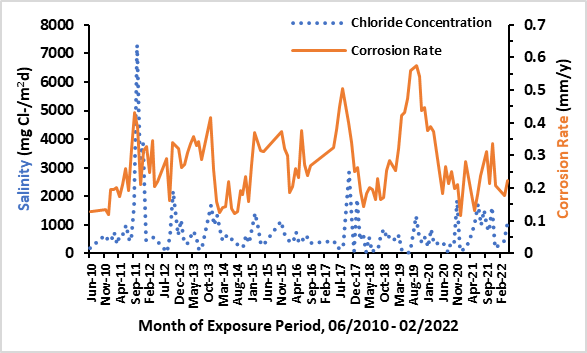 Chloride Concentration
Corrosion Rate
Salinity (mg Cl-/m²d)
8000
7000
6000
5000
4000
3000
2000
1000
0
Corrosion Rate (mm/y)
0.7
0.6
0.5
0.4
0.3
0.2
0.1
0
Jun-10
Nov-10
Apr-11
Sep-11
Feb-12
Jul-12
Dec-12
May-13
Oct-13
Mar-14
Aug-14
Jan-15
Jun-15
Nov-15
Apr-16
Sep-16
Feb-17
Jul-17
Dec-17
May-18
Oct-18
Mar-19
Aug-19
Jan-20
Jun-20
Nov-20
Apr-21
Sep-21
Feb-22
Month of Exposure Period, 06/2010 - 02/2022